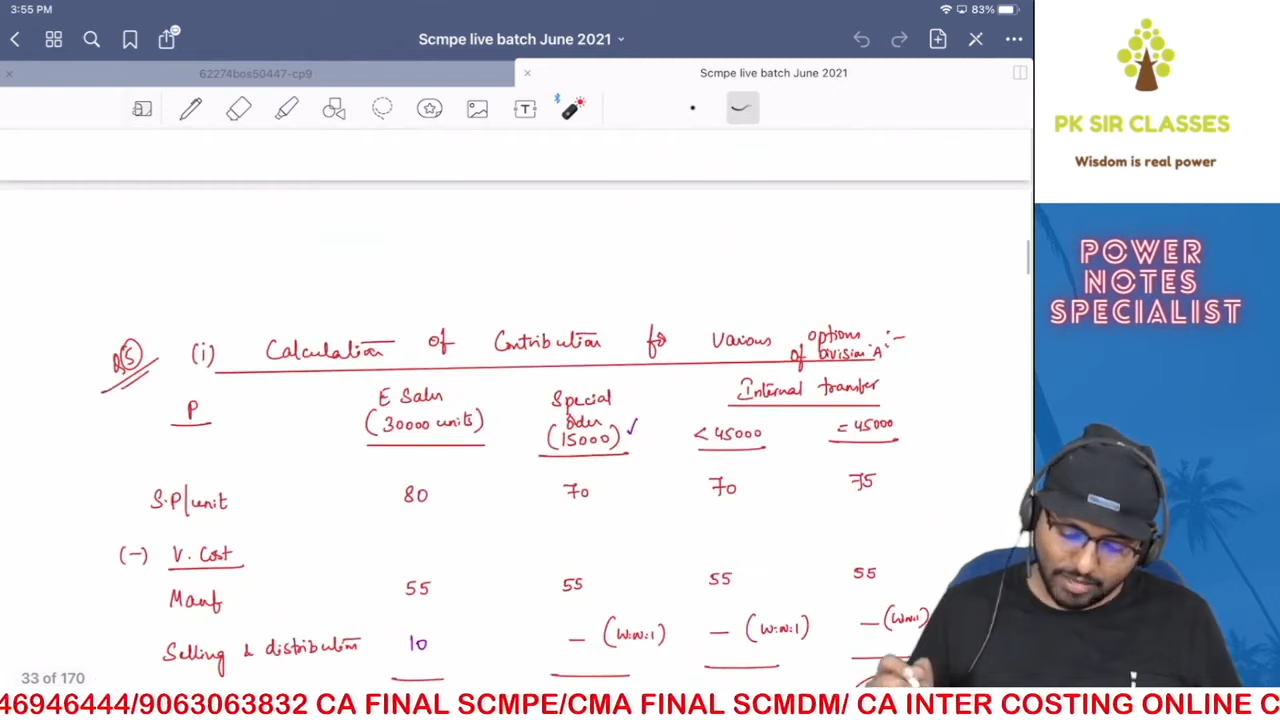 3:55 PM
83%
Scmpe live batch June 2021
62274bos50447-cp9
Scmpe live batch June 2021
PK SIR CLASSES
Wisdom is real power
POWER
NOTES
SPECIALIST
Q5 (i) Calculation of Contribution for various options of Division "A" :-
P
E Sales
(30000 units)
Special
order
(15000)
Internal transfer
< 45000
= 45000
S.P/unit 80 70 70 75
(-) V. Cost
Manf 55 55 55 55
Selling & distribution 10 - (W.N:1) - (W.N:1) - (W.N:1)
33 of 170
46946444/9063063832 CA FINAL SCMPE/CMA FINAL SCMDM/ CA INTER COSTING ONLINE C